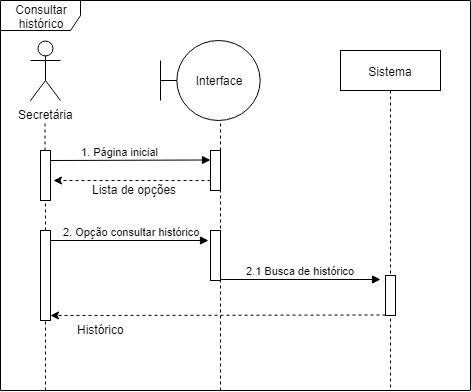 Consultar
histórico
Secretária
Interface
Sistema
1. Página inicial
Lista de opções
2. Opção consultar histórico
2.1 Busca de histórico
Histórico